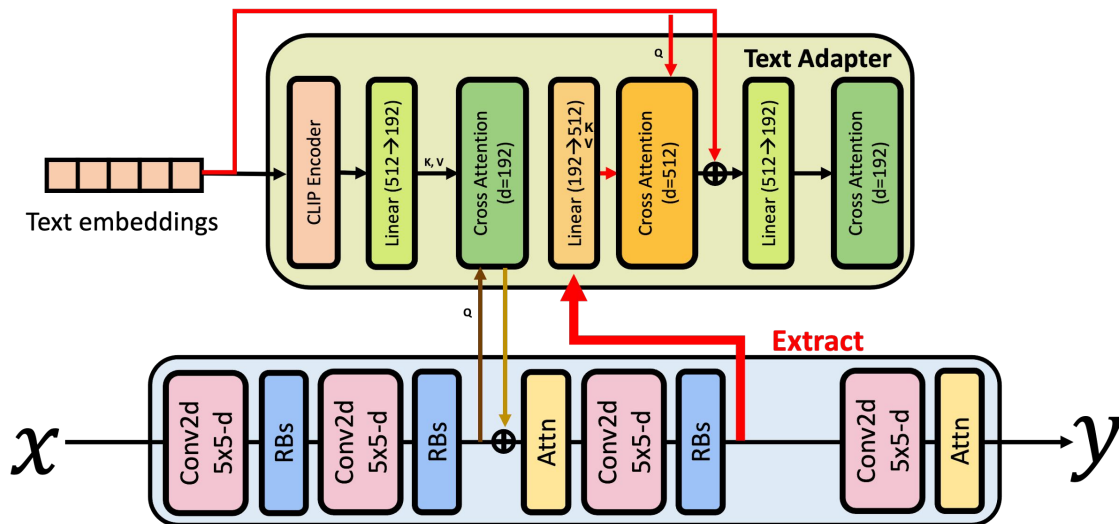 Q
Text Adapter
CLIP Encoder
Linear (512→192)
K, V
Cross Attention
(d=192)
Linear (192→512)
K
V
Cross Attention
(d=512)
Linear (512→192)
Cross Attention
(d=192)
Text embeddings
Q
Extract
x
Conv2d
5x5-d
RBs
Conv2d
5x5-d
RBs
Attn
Conv2d
5x5-d
RBs
Conv2d
5x5-d
Attn
y